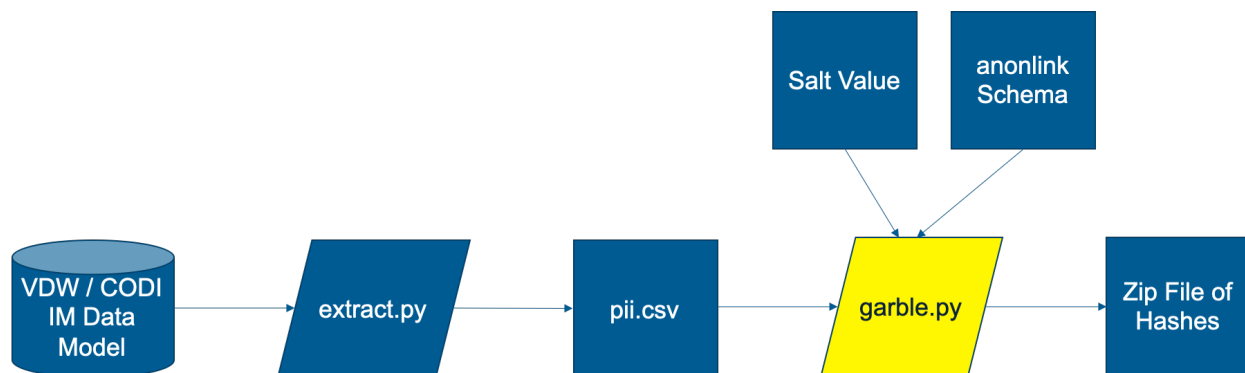 Salt Value
anonlink
Schema
VDW / CODI
IM Data
Model
extract.py
pii.csv
garble.py
Zip File of
Hashes